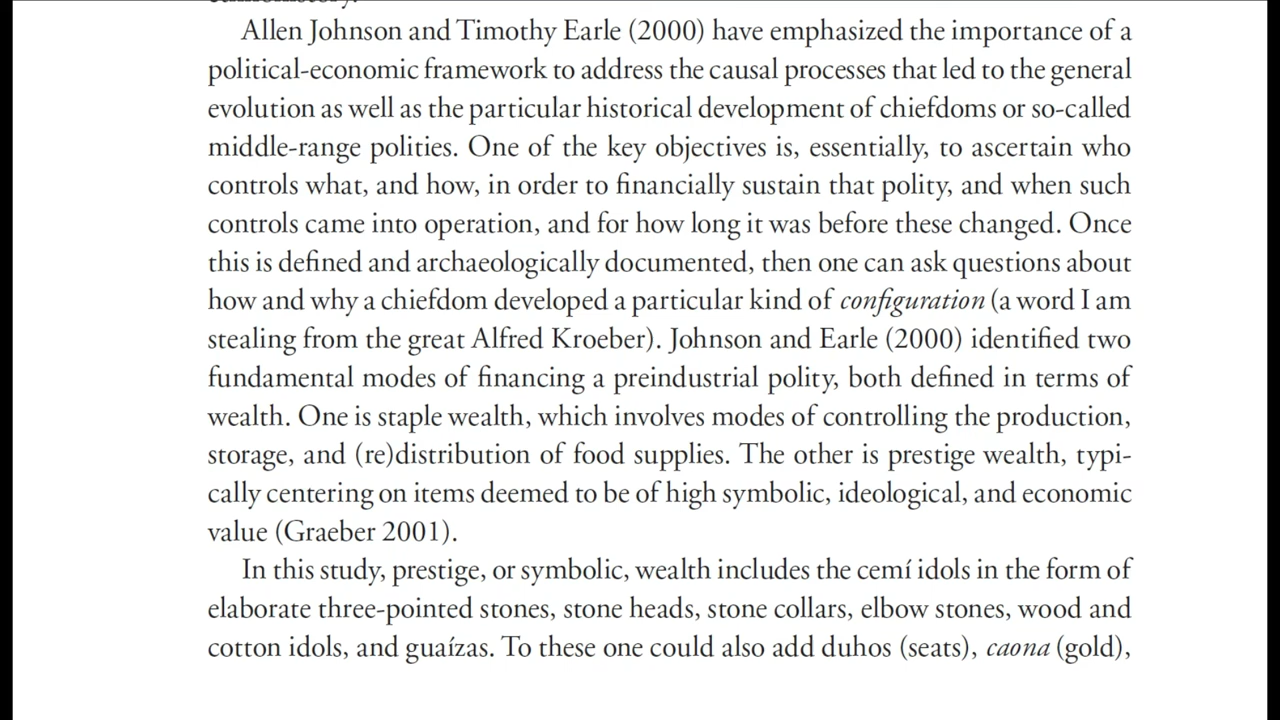 Allen Johnson and Timothy Earle (2000) have emphasized the importance of a
political-economic framework to address the causal processes that led to the general
evolution as well as the particular historical development of chiefdoms or so-called
middle-range polities. One of the key objectives is, essentially, to ascertain who
controls what, and how, in order to financially sustain that polity, and when such
controls came into operation, and for how long it was before these changed. Once
this is defined and archaeologically documented, then one can ask questions about
how and why a chiefdom developed a particular kind of configuration (a word I am
stealing from the great Alfred Kroeber). Johnson and Earle (2000) identified two
fundamental modes of financing a preindustrial polity, both defined in terms of
wealth. One is staple wealth, which involves modes of controlling the production,
storage, and (re)distribution of food supplies. The other is prestige wealth, typi-
cally centering on items deemed to be of high symbolic, ideological, and economic
value (Graeber 2001).
In this study, prestige, or symbolic, wealth includes the cemí idols in the form of
elaborate three-pointed stones, stone heads, stone collars, elbow stones, wood and
cotton idols, and guaízas. To these one could also add duhos (seats), caona (gold),